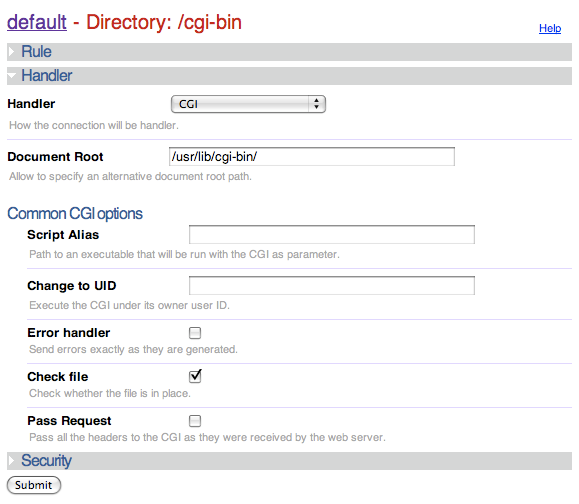 default - Directory: /cgi-bin
Help
Rule
Handler
Handler CGI
How the connection will be handler.
Document Root /usr/lib/cgi-bin/
Allow to specify an alternative document root path.
Common CGI options
Script Alias
Path to an executable that will be run with the CGI as parameter.
Change to UID
Execute the CGI under its owner user ID.
Error handler
Send errors exactly as they are generated.
Check file
Check whether the file is in place.
Pass Request
Pass all the headers to the CGI as they were received by the web server.
Security
Submit